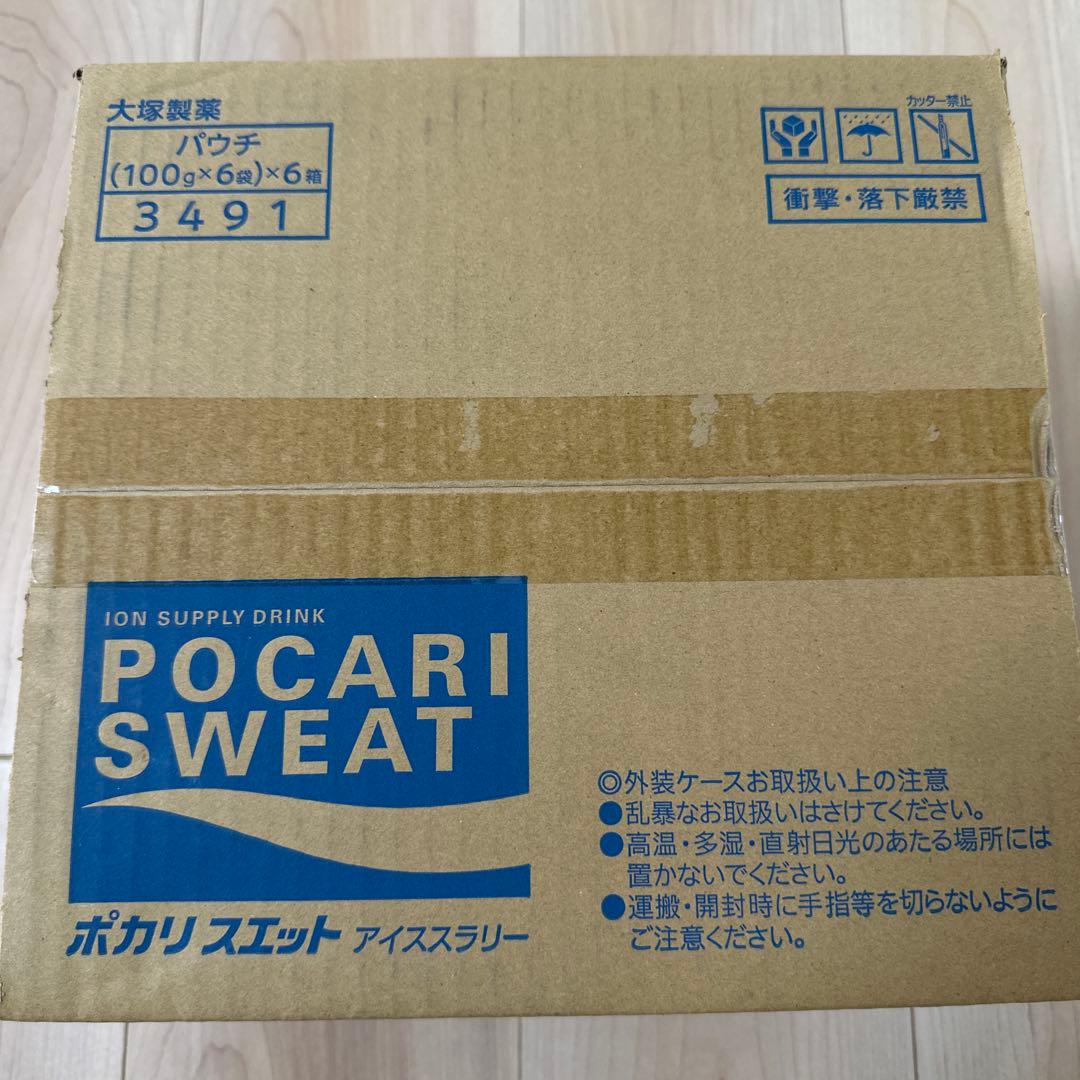 大塚製薬
パウチ
(100g×6袋)×6箱
3491
カッター禁止
衝撃・落下厳禁
ION SUPPLY DRINK
POCARI
SWEAT
ポカリスエット アイススラリー
◎外装ケースお取扱い上の注意
●乱暴なお取扱いはさけてください。
●高温・多湿・直射日光のあたる場所には
置かないでください。
●運搬・開封時に手指等を切らないように
ご注意ください。